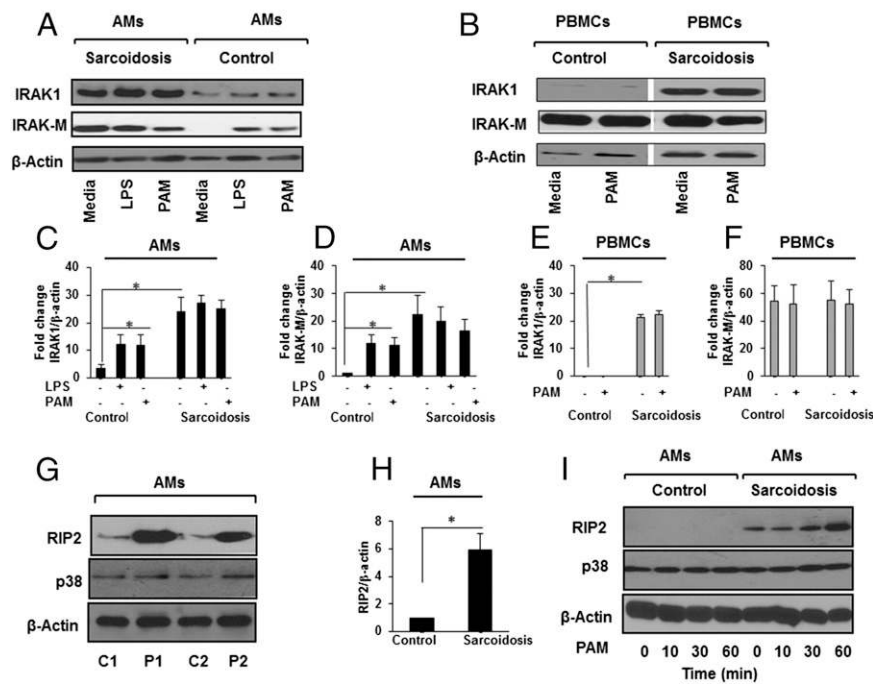 A
AMs
Sarcoidosis Control
IRAK1
IRAK-M
β-Actin
Media LPS PAM Media LPS PAM
B
PBMCs PBMCs
Control Sarcoidosis
IRAK1
IRAK-M
β-Actin
Media PAM Media PAM
C
AMs
Fold change
IRAK1/β-actin
40
30
20
10
0
*
*
LPS - + - - + -
PAM - - + - - +
Control Sarcoidosis
D
AMs
Fold change
IRAK-M/β-actin
40
30
20
10
0
*
*
LPS - + - - + -
PAM - - + - - +
Control Sarcoidosis
E
PBMCs
Fold change
IRAK1/β-actin
40
30
20
10
0
*
PAM - + - +
Control Sarcoidosis
F
PBMCs
Fold change
IRAK-M/β-actin
80
60
40
20
0
PAM - + - +
Control Sarcoidosis
G
AMs
RIP2
p38
β-Actin
C1 P1 C2 P2
H
AMs
RIP2/β-actin
8
6
4
2
0
*
Control Sarcoidosis
I
AMs AMs
Control Sarcoidosis
RIP2
p38
β-Actin
PAM 0 10 30 60 0 10 30 60
Time (min)